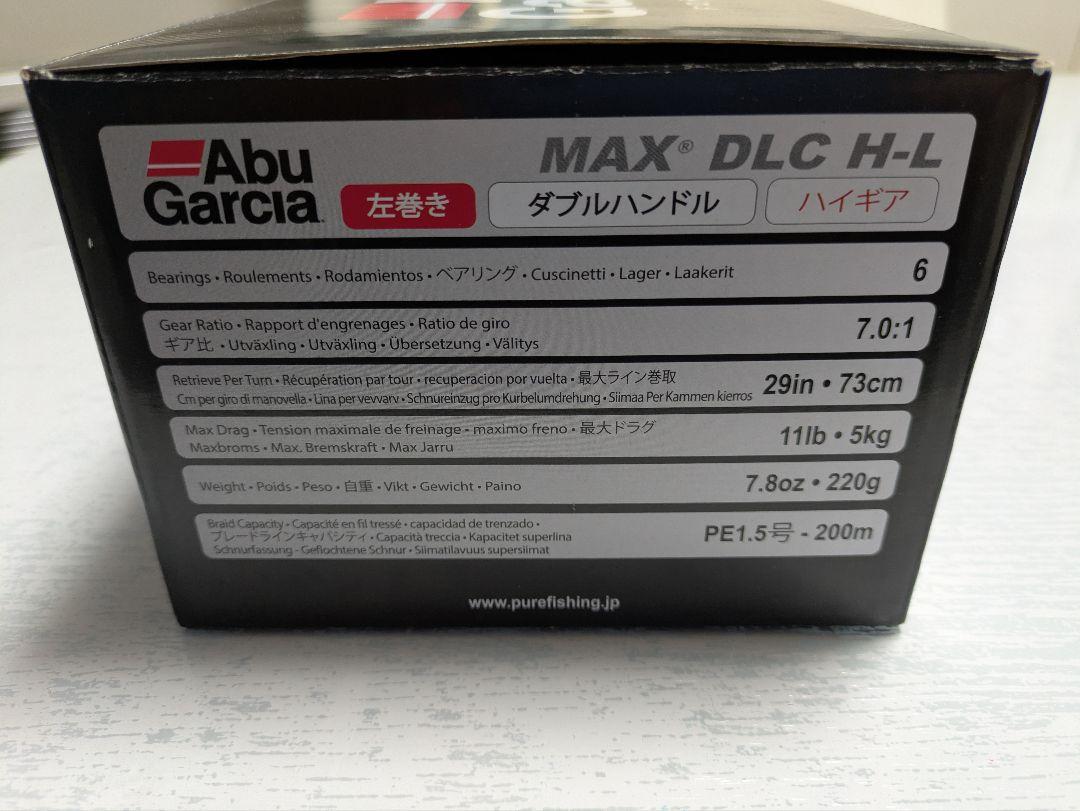 Abu
Garcia
左巻き
MAX® DLC H-L
ダブルハンドル
ハイギア
Bearings • Roulements • Rodamientos • ベアリング • Cuscinetti • Lager • Laakerit
6
Gear Ratio • Rapport d'engrenages • Ratio de giro
ギア比 • Utväxling • Utväxling • Übersetzung • Välitys
7.0:1
Retrieve Per Turn • Récupération par tour • recuperacion por vuelta • 最大ライン巻取
Cm per giro di manovella • Lina per vevvarv • Schnureinzug pro Kurbelumdrehung • Siimaa Per Kammen kierros
29in • 73cm
Max Drag • Tension maximale de freinage - maximo freno • 最大ドラグ
Maxbroms • Max. Bremskraft • Max Jarru
11lb • 5kg
Weight • Poids • Peso • 自重 • Vikt • Gewicht • Paino
7.8oz • 220g
Braid Capacity • Capacité en fil tressé • capacidad de trenzado •
ブレードラインキャパシティ • Capacità treccia • Kapacitet superlina
Schnurfassung - Geflochtene Schnur • Siimatilavuus supersiimat
PE1.5号 - 200m
www.purefishing.jp